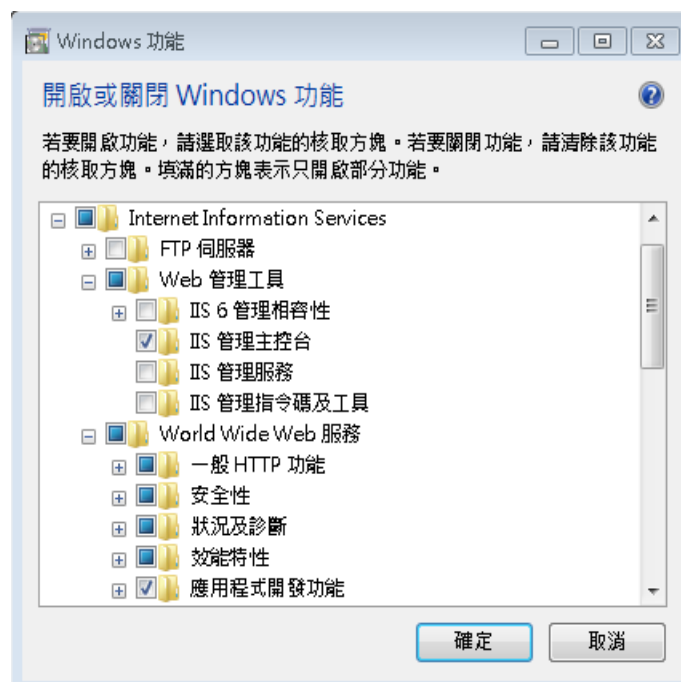 Windows 功能
開啟或關閉 Windows 功能
若要開啟功能，請選取該功能的核取方塊。若要關閉功能，請清除該功能
的核取方塊。填滿的方塊表示只開啟部分功能。
Internet Information Services
FTP 伺服器
Web 管理工具
IIS 6 管理相容性
IIS 管理主控台
IIS 管理服務
IIS 管理指令碼及工具
World Wide Web 服務
一般 HTTP 功能
安全性
狀況及診斷
效能特性
應用程式開發功能
確定
取消